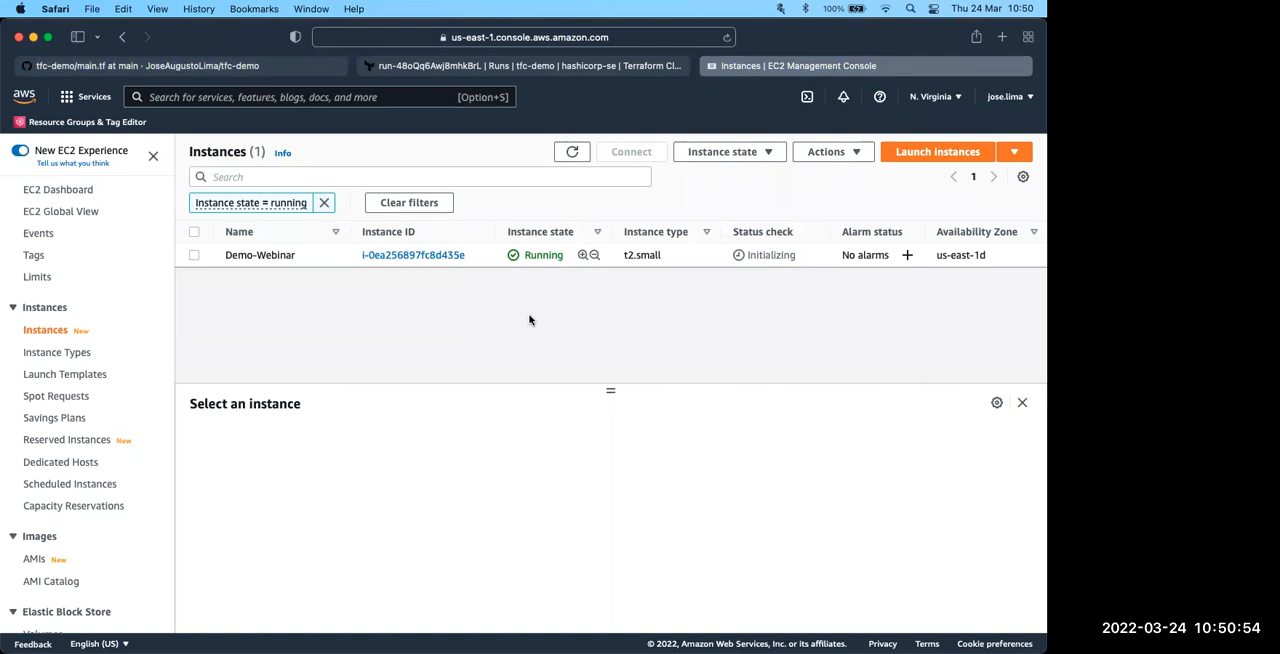 Safari File Edit View History Bookmarks Window Help 100% Thu 24 Mar 10:50
us-east-1.console.aws.amazon.com
tfc-demo/main.tf at main · JoseAugustoLima/tfc-demo
run-48oQq6Awj8mhkBrL | Runs | tfc-demo | hashicorp-se | Terraform Cl...
Instances | EC2 Management Console
aws Services Search for services, features, blogs, docs, and more [Option+S] N. Virginia jose.lima
Resource Groups & Tag Editor
New EC2 Experience
Tell us what you think
EC2 Dashboard
EC2 Global View
Events
Tags
Limits
Instances
Instances New
Instance Types
Launch Templates
Spot Requests
Savings Plans
Reserved Instances New
Dedicated Hosts
Scheduled Instances
Capacity Reservations
Images
AMIs New
AMI Catalog
Elastic Block Store
Instances (1) Info Connect Instance state Actions Launch instances
Search 1
Instance state = running Clear filters
Name Instance ID Instance state Instance type Status check Alarm status Availability Zone
Demo-Webinar i-0ea256897fc8d435e Running t2.small Initializing No alarms + us-east-1d
Select an instance
Feedback English (US) © 2022, Amazon Web Services, Inc. or its affiliates. Privacy Terms Cookie preferences
2022-03-24 10:50:54